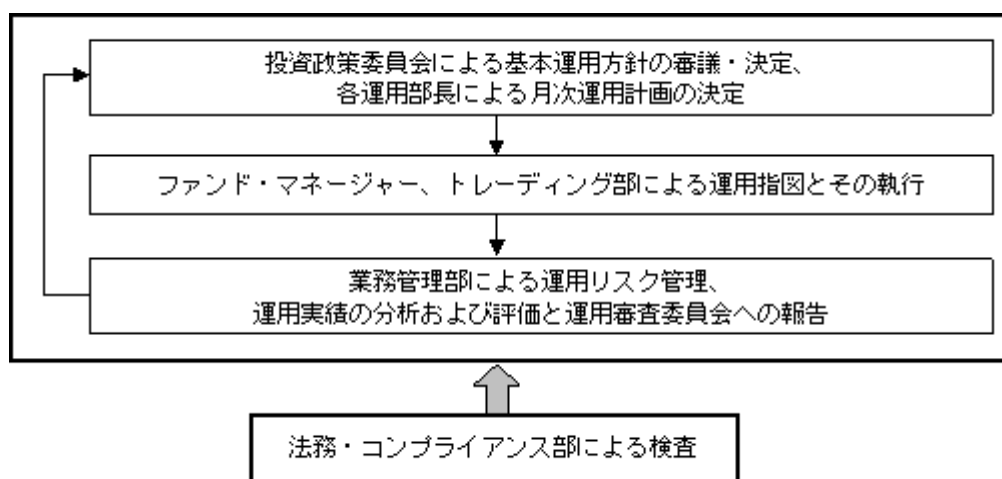 投資政策委員会による基本運用方針の審議・決定、
各運用部長による月次運用計画の決定
ファンド・マネージャー、トレーディング部による運用指図とその執行
業務管理部による運用リスク管理、
運用実績の分析および評価と運用審査委員会への報告
法務・コンプライアンス部による検査